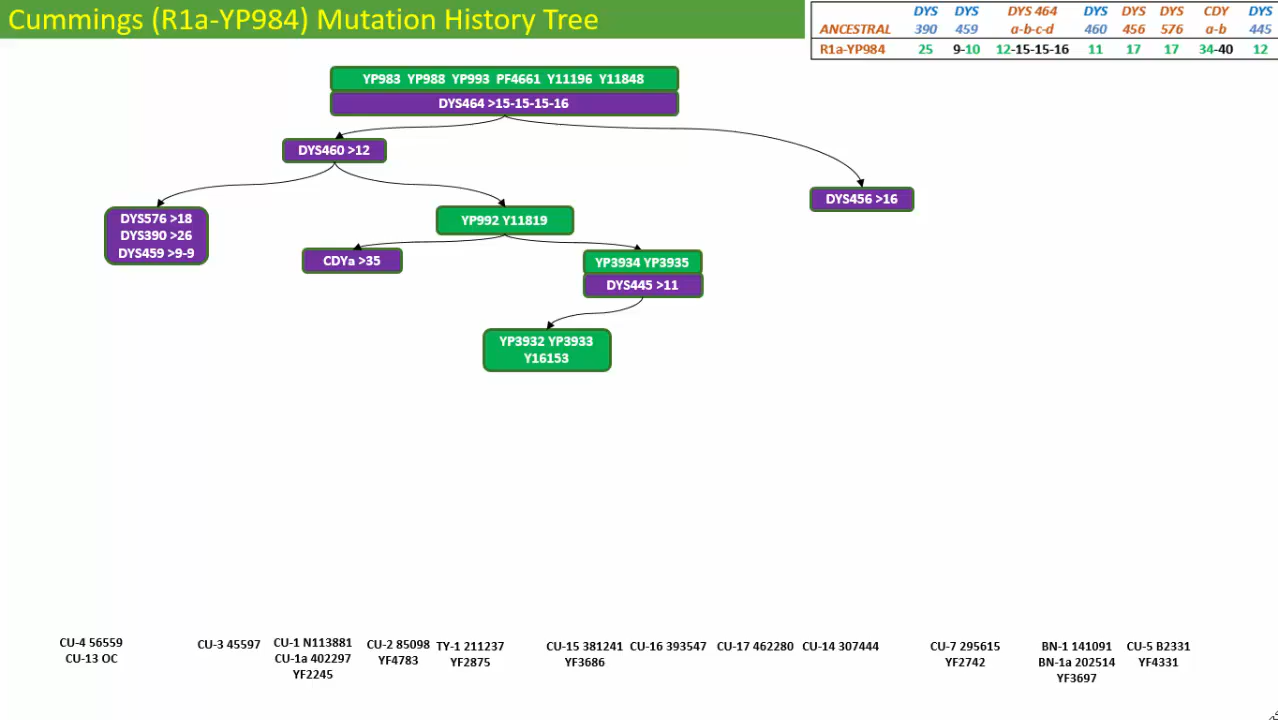 Cummings (R1a-YP984) Mutation History Tree
DYS DYS DYS 464 DYS DYS DYS CDY DYS
ANCESTRAL 390 459 a-b-c-d 460 456 576 a-b 445
R1a-YP984 25 9-10 12-15-15-16 11 17 17 34-40 12
YP983 YP988 YP993 PF4661 Y11196 Y11848
DYS464 >15-15-15-16
DYS460 >12
DYS456 >16
DYS576 >18
DYS390 >26
DYS459 >9-9
YP992 Y11819
CDYa >35
YP3934 YP3935
DYS445 >11
YP3932 YP3933
Y16153
CU-4 56559
CU-13 OC
CU-3 45597
CU-1 N113881
CU-1a 402297
YF2245
CU-2 85098
YF4783
TY-1 211237
YF2875
CU-15 381241
YF3686
CU-16 393547
CU-17 462280
CU-14 307444
CU-7 295615
YF2742
BN-1 141091
BN-1a 202514
YF3697
CU-5 B2331
YF4331